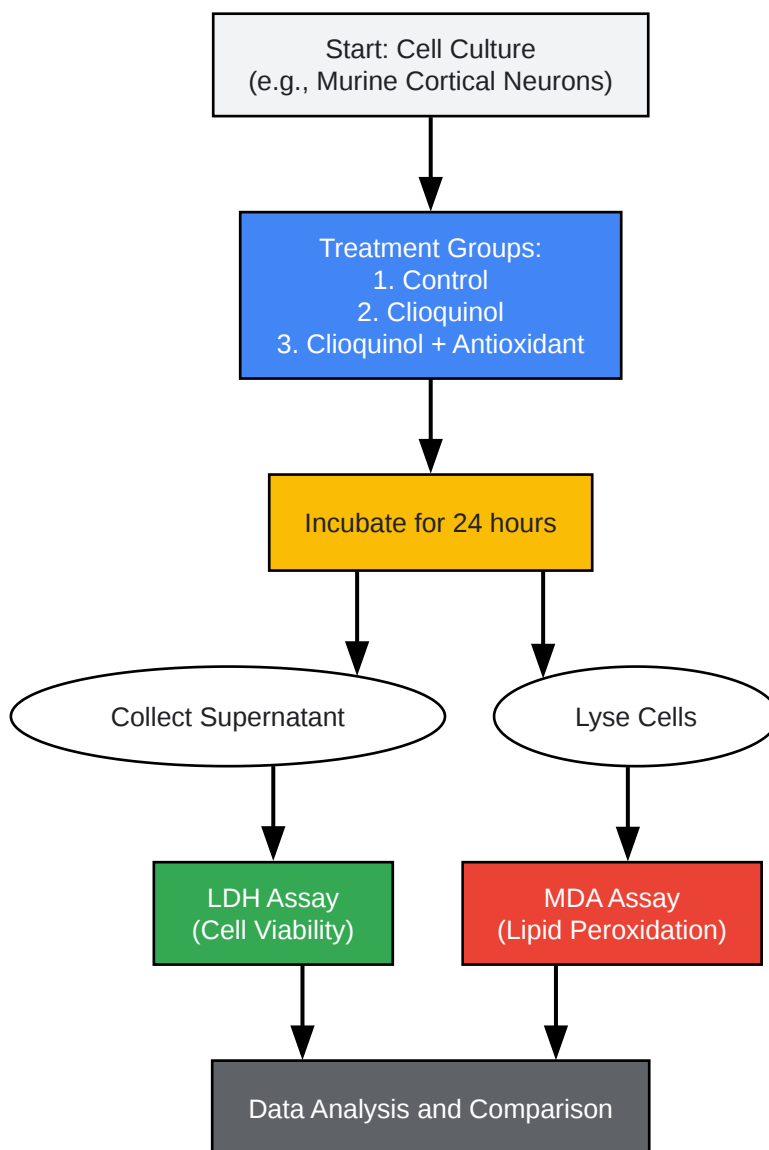 Start: Cell Culture
(e.g., Murine Cortical Neurons)
Treatment Groups:
1. Control
2. Clioquinol
3. Clioquinol + Antioxidant
Incubate for 24 hours
Collect Supernatant
Lyse Cells
LDH Assay
(Cell Viability)
MDA Assay
(Lipid Peroxidation)
Data Analysis and Comparison